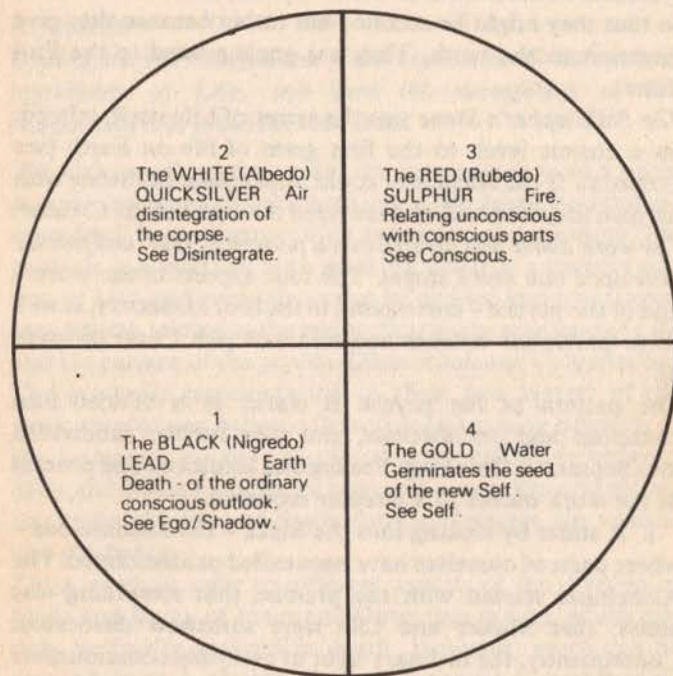 2
The WHITE (Albedo)
QUICKSILVER Air
disintegration of
the corpse.
See Disintegrate.
3
The RED (Rubedo)
SULPHUR Fire.
Relating unconscious
with conscious parts
See Conscious.
1
The BLACK (Nigredo)
LEAD Earth
Death - of the ordinary
conscious outlook.
See Ego/Shadow.
4
The GOLD Water
Germinates the seed
of the new Self.
See Self.